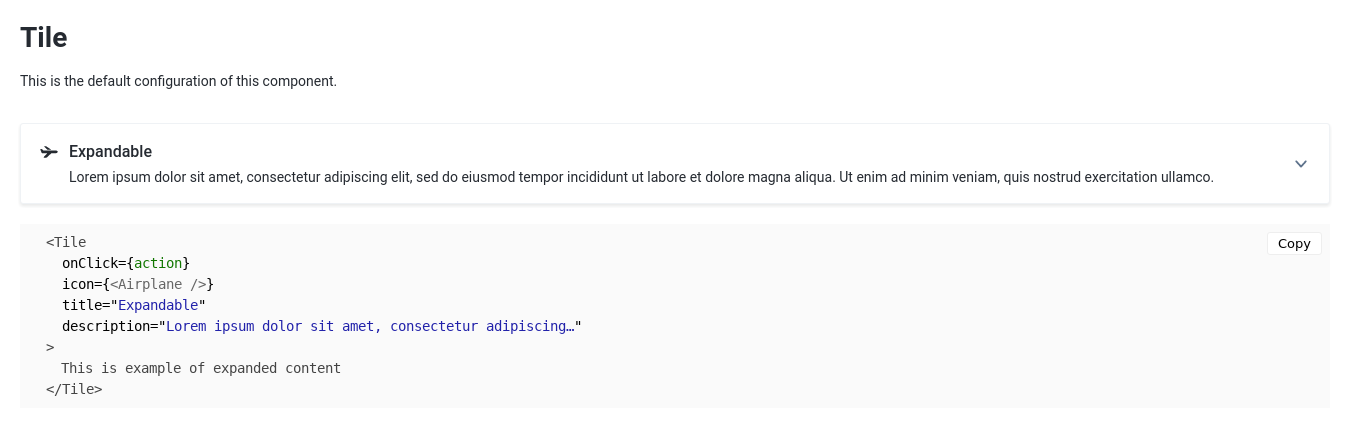 Tile
This is the default configuration of this component.
Expandable
Lorem ipsum dolor sit amet, consectetur adipiscing elit, sed do eiusmod tempor incididunt ut labore et dolore magna aliqua. Ut enim ad minim veniam, quis nostrud exercitation ullamco.
Copy
<Tile
  onClick={action}
  icon={<Airplane />}
  title="Expandable"
  description="Lorem ipsum dolor sit amet, consectetur adipiscing…"
>
  This is example of expanded content
</Tile>